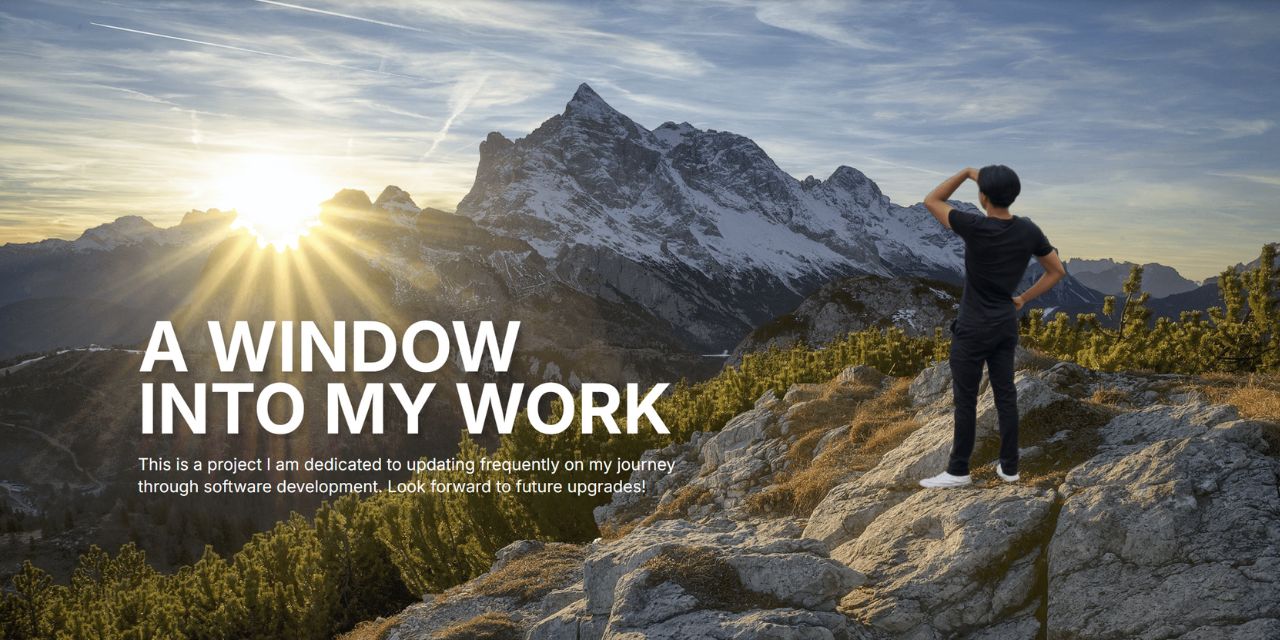 A WINDOW
INTO MY WORK
This is a project I am dedicated to updating frequently on my journey
through software development. Look forward to future upgrades!